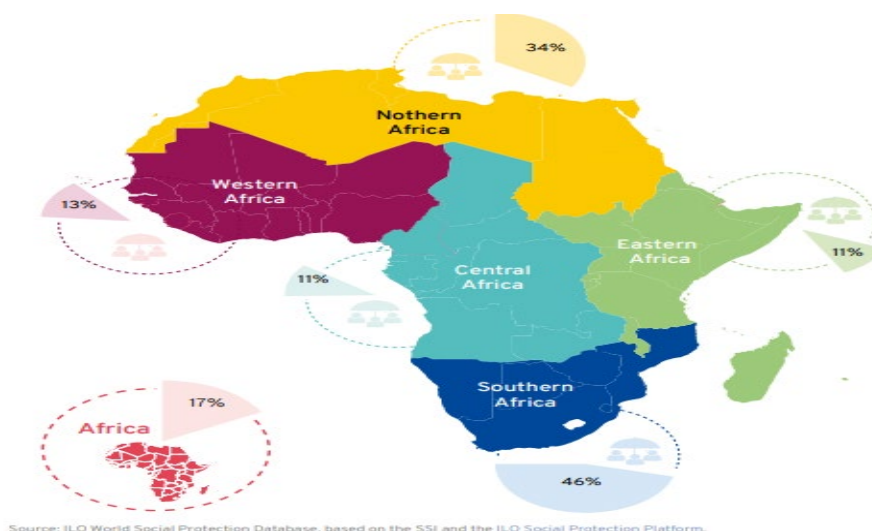 34%
Nothern
Africa
Western
Africa
13%
Eastern
Africa
11%
Central
Africa
11%
Southern
Africa
46%
Africa
17%
Source: ILO World Social Protection Database, based on the SSI and the ILO Social Protection Platform.